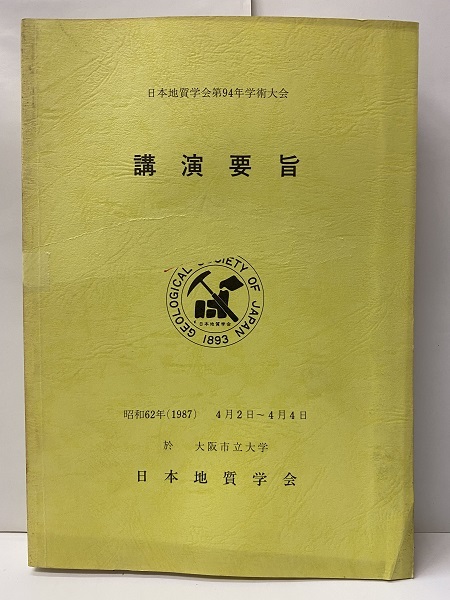 日本地質学会第94年学術大会
講演要旨
GEOLOGICAL SOCIETY OF JAPAN
日本地質学会
1893
昭和62年(1987) 4月2日～4月4日
於 大阪市立大学
日本地質学会